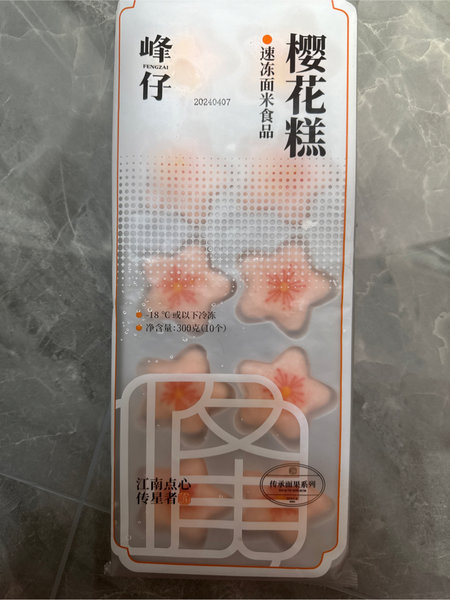 峰仔
FENGZAI
20240407
樱花糕
速冻面米食品
-18℃或以下冷冻
净含量:300克(10个)
江南点心
传星者
传承面果系列